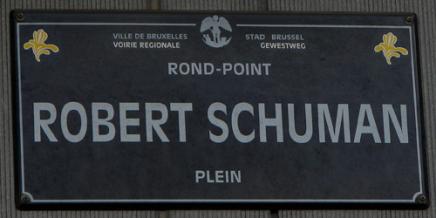 VILLE DE BRUXELLES STAD BRUSSEL
VOIRIE REGIONALE GEWESTWEG
ROND-POINT
ROBERT SCHUMAN
PLEIN